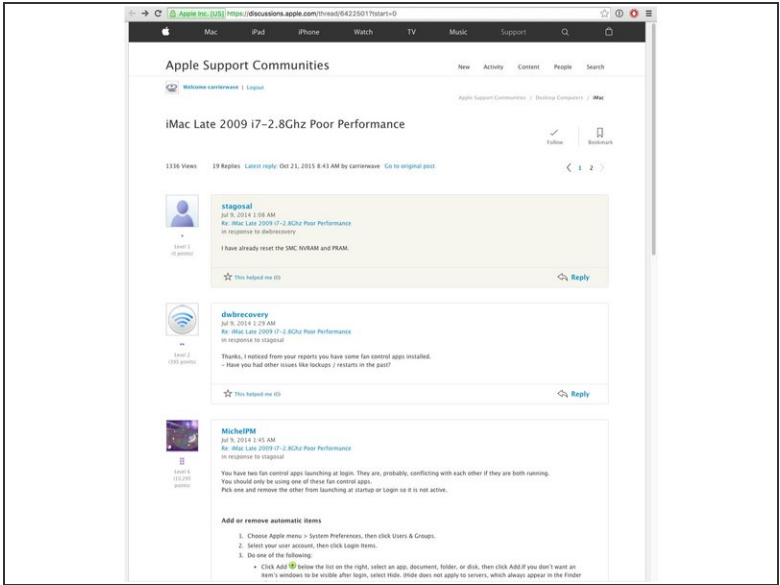 Apple Inc. [US] https://discussions.apple.com/thread/6422501?tstart=0
Mac iPad iPhone Watch TV Music Support
Apple Support Communities
New Activity Content People Search
Welcome carrierwave | Logout
Apple Support Communities / Desktop Computers / iMac
iMac Late 2009 i7-2.8Ghz Poor Performance
Follow Bookmark
1336 Views 19 Replies Latest reply: Oct 21, 2015 8:43 AM by carrierwave Go to original post
1 2
stagosal
Jul 9, 2014 1:08 AM
Re: iMac Late 2009 i7-2.8Ghz Poor Performance
in response to dwbrecovery
Level 1
(0 points)
I have already reset the SMC NVRAM and PRAM.
This helped me (0) Reply
dwbrecovery
Jul 9, 2014 1:29 AM
Re: iMac Late 2009 i7-2.8Ghz Poor Performance
in response to stagosal
Level 2
points)
Thanks, I noticed from your reports you have some fan control apps installed.
- Have you had other issues like lockups / restarts in the past?
This helped me (0) Reply
MichelPM
Jul 9, 2014 1:45 AM
Re: iMac Late 2009 i7-2.8Ghz Poor Performance
in response to stagosal
Level 6
points)
You have two fan control apps launching at login. They are, probably, conflicting with each other if they are both running.
You should only be using one of these fan control apps.
Pick one and remove the other from launching at startup or Login so it is not active.
Add or remove automatic items
1. Choose Apple menu > System Preferences, then click Users & Groups.
2. Select your user account, then click Login Items.
3. Do one of the following:
• Click Add below the list on the right, select an app, document, folder, or disk, then click Add.If you don't want an
item's windows to be visible after login, select Hide. (Hide does not apply to servers, which always appear in the Finder